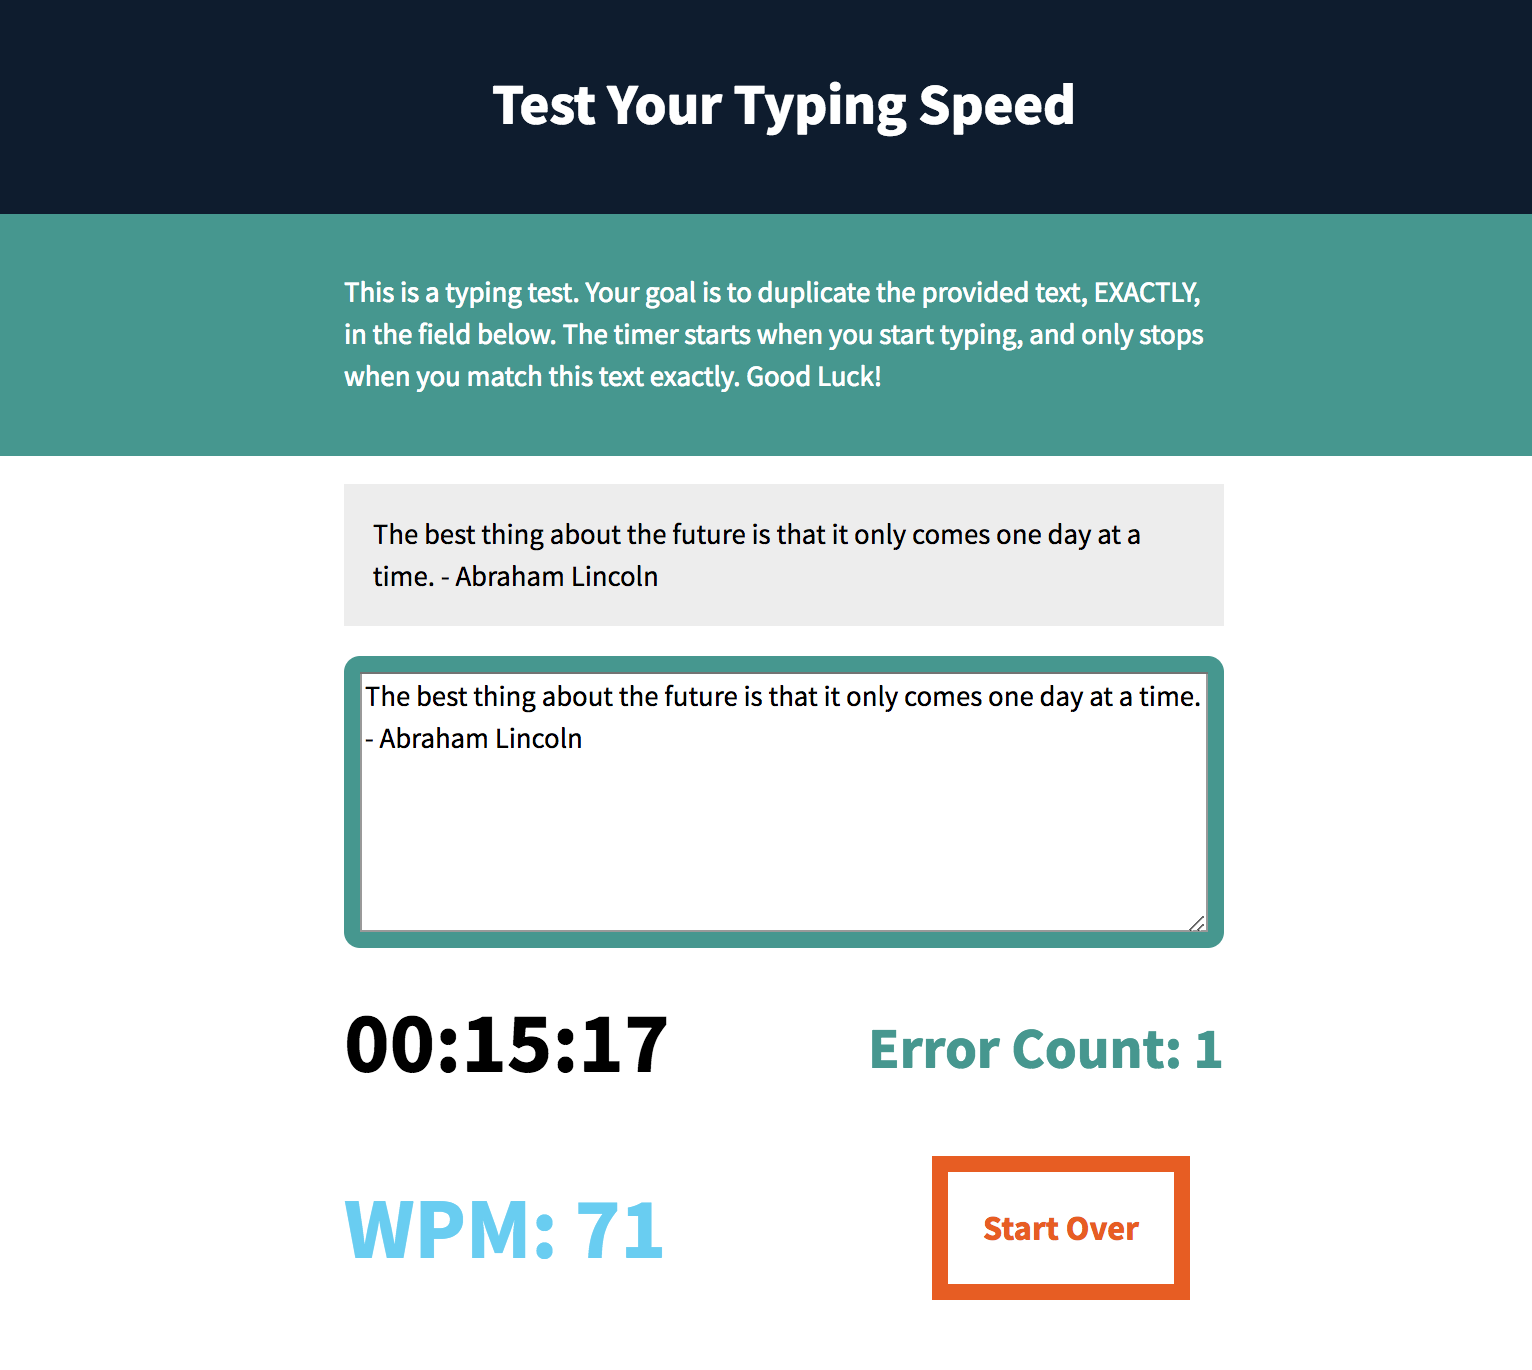 Test Your Typing Speed
This is a typing test. Your goal is to duplicate the provided text, EXACTLY,
in the field below. The timer starts when you start typing, and only stops
when you match this text exactly. Good Luck!
The best thing about the future is that it only comes one day at a
time. - Abraham Lincoln
The best thing about the future is that it only comes one day at a time.
- Abraham Lincoln
00:15:17
Error Count: 1
WPM: 71
Start Over